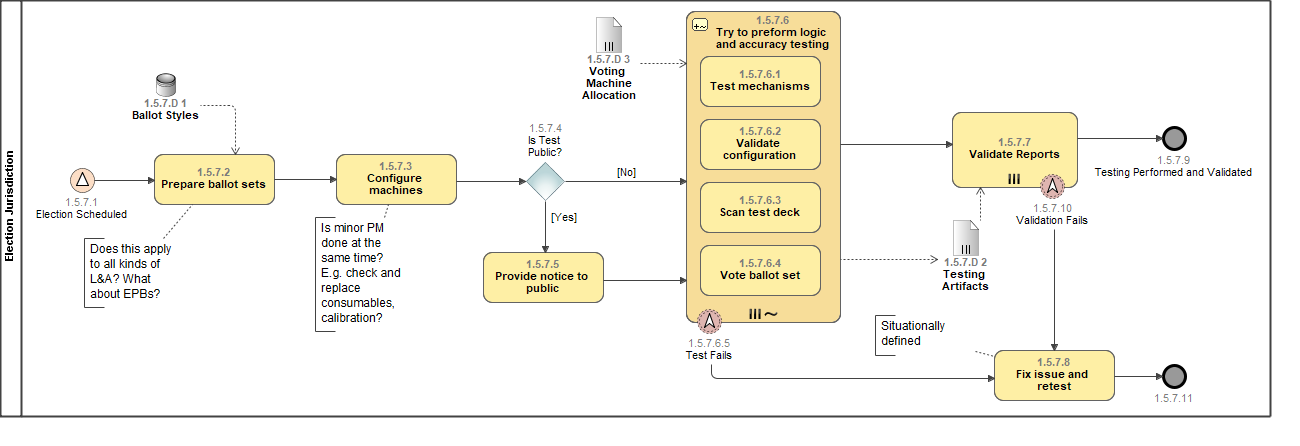 Election Jurisdiction
1.5.7.1
Election Scheduled
1.5.7.D 1
Ballot Styles
1.5.7.2
Prepare ballot sets
Does this apply
to all kinds of
L&A? What
about EPBs?
1.5.7.3
Configure
machines
Is minor PM
done at the
same time?
E.g. check and
replace
consumables,
calibration?
1.5.7.4
Is Test
Public?
[No]
[Yes]
1.5.7.5
Provide notice to
public
1.5.7.D 3
Voting
Machine
Allocation
1.5.7.6
Try to preform logic
and accuracy testing
1.5.7.6.1
Test mechanisms
1.5.7.6.2
Validate
configuration
1.5.7.6.3
Scan test deck
1.5.7.6.4
Vote ballot set
1.5.7.6.5
Test Fails
1.5.7.D 2
Testing
Artifacts
1.5.7.7
Validate Reports
1.5.7.10
Validation Fails
1.5.7.9
Testing Performed and Validated
Situationally
defined
1.5.7.8
Fix issue and
retest
1.5.7.11